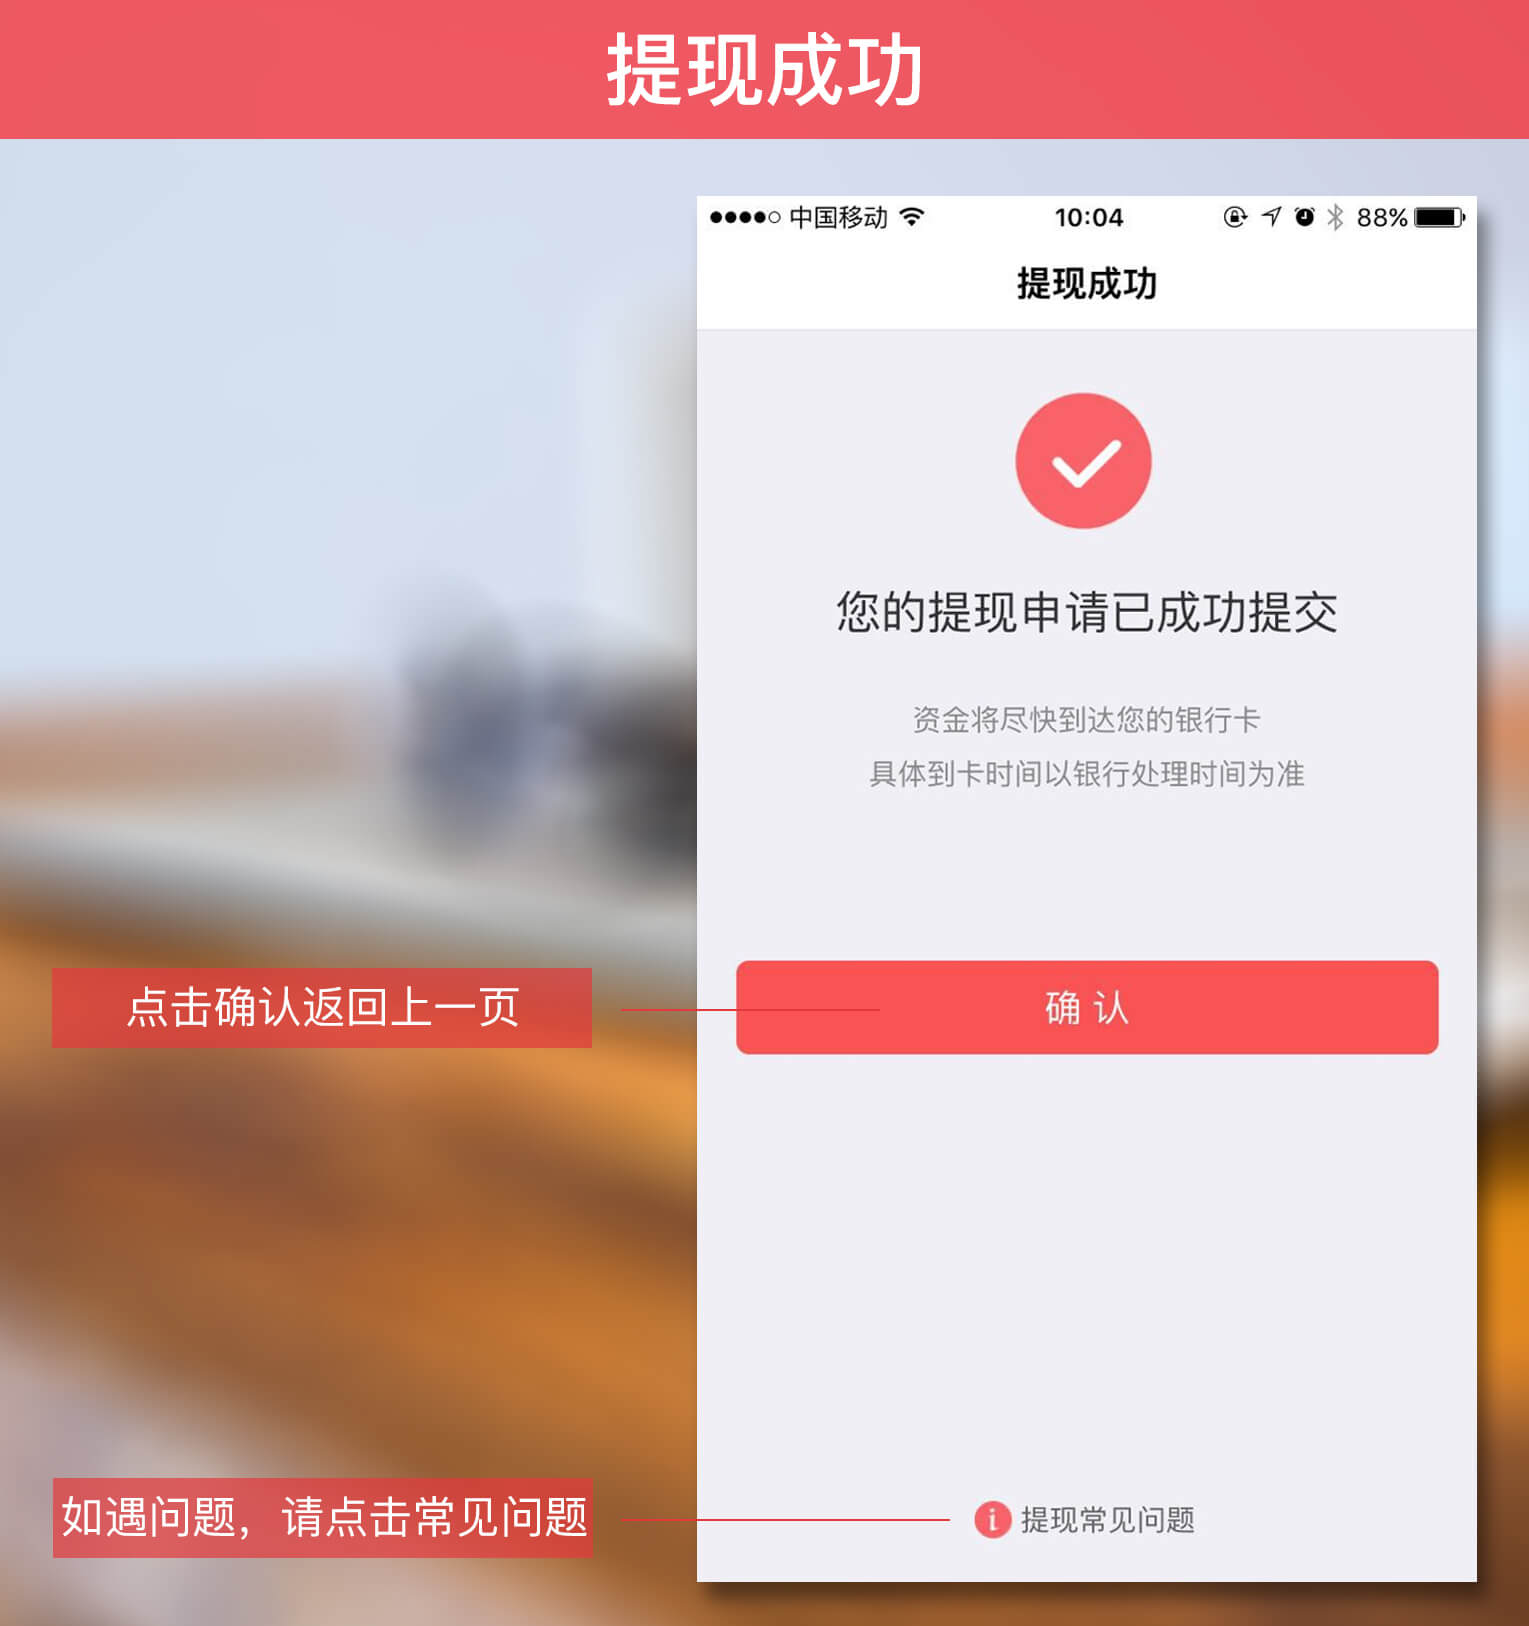 提现成功
中国移动 10:04 88%
提现成功
您的提现申请已成功提交
资金将尽快到达您的银行卡
具体到卡时间以银行处理时间为准
点击确认返回上一页
确认
如遇问题，请点击常见问题
i 提现常见问题